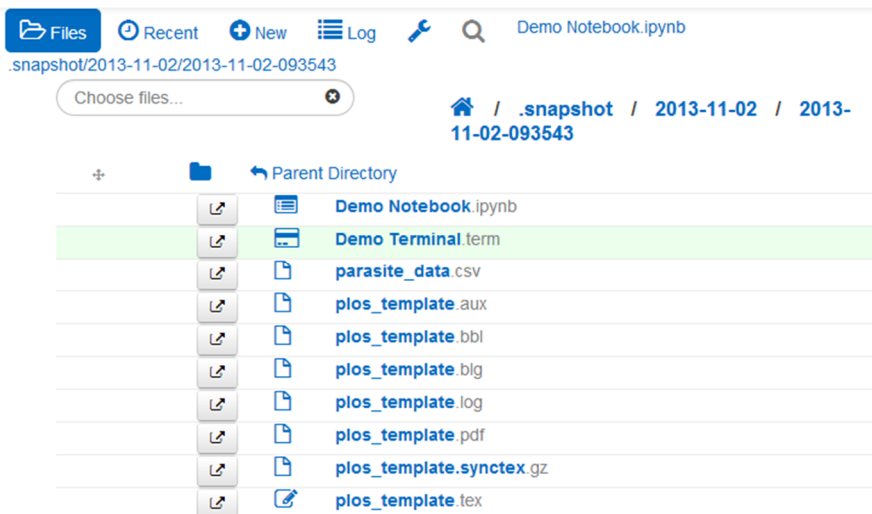 Files Recent New Log Demo Notebook.ipynb
.snapshot/2013-11-02/2013-11-02-093543
Choose files...
/ .snapshot / 2013-11-02 / 2013-
11-02-093543
Parent Directory
Demo Notebook.ipynb
Demo Terminal.term
parasite_data.csv
plos_template.aux
plos_template.bbl
plos_template.blg
plos_template.log
plos_template.pdf
plos_template.synctex.gz
plos_template.tex